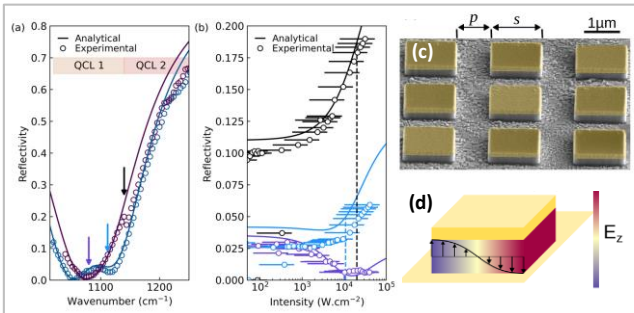 (a)
Analytical
Experimental
QCL 1
QCL 2
0.8
0.7
0.6
0.5
0.4
0.3
0.2
0.1
0.0
Reflectivity
1100
1200
Wavenumber (cm⁻¹)
(b)
Analytical
Experimental
0.200
0.175
0.150
0.125
0.100
0.075
0.050
0.025
0.000
Reflectivity
10²
10³
10⁴
10⁵
Intensity (W.cm⁻²)
p
s
1μm
(c)
(d)
E_z